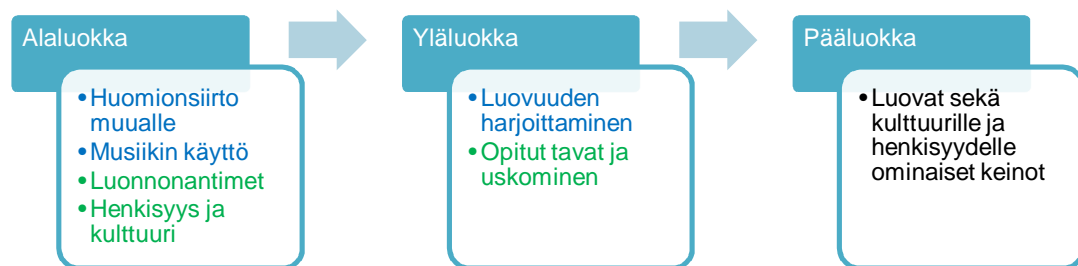 Alaluokka
•Huomionsiirto
muualle
•Musiikin käyttö
•Luonnonantimet
•Henkisyys ja
kulttuuri
Yläluokka
•Luovuuden
harjoittaminen
•Opitut tavat ja
uskominen
Pääluokka
•Luovat sekä
kulttuurille ja
henkisyydelle
ominaiset keinot